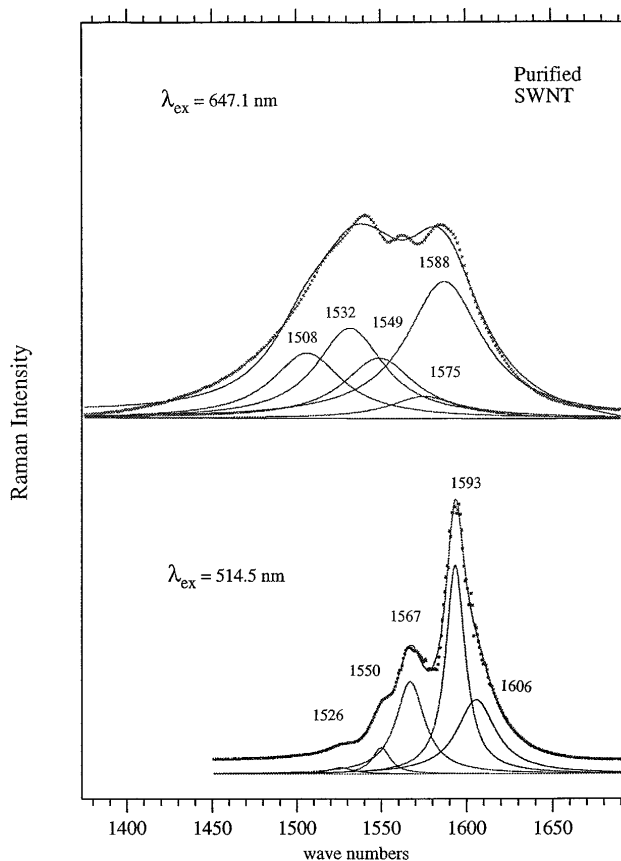 Purified
SWNT
λex = 647.1 nm
1588
1532
1549
1508
1575
Raman Intensity
1593
λex = 514.5 nm
1567
1550
1606
1526
1400 1450 1500 1550 1600 1650
wave numbers